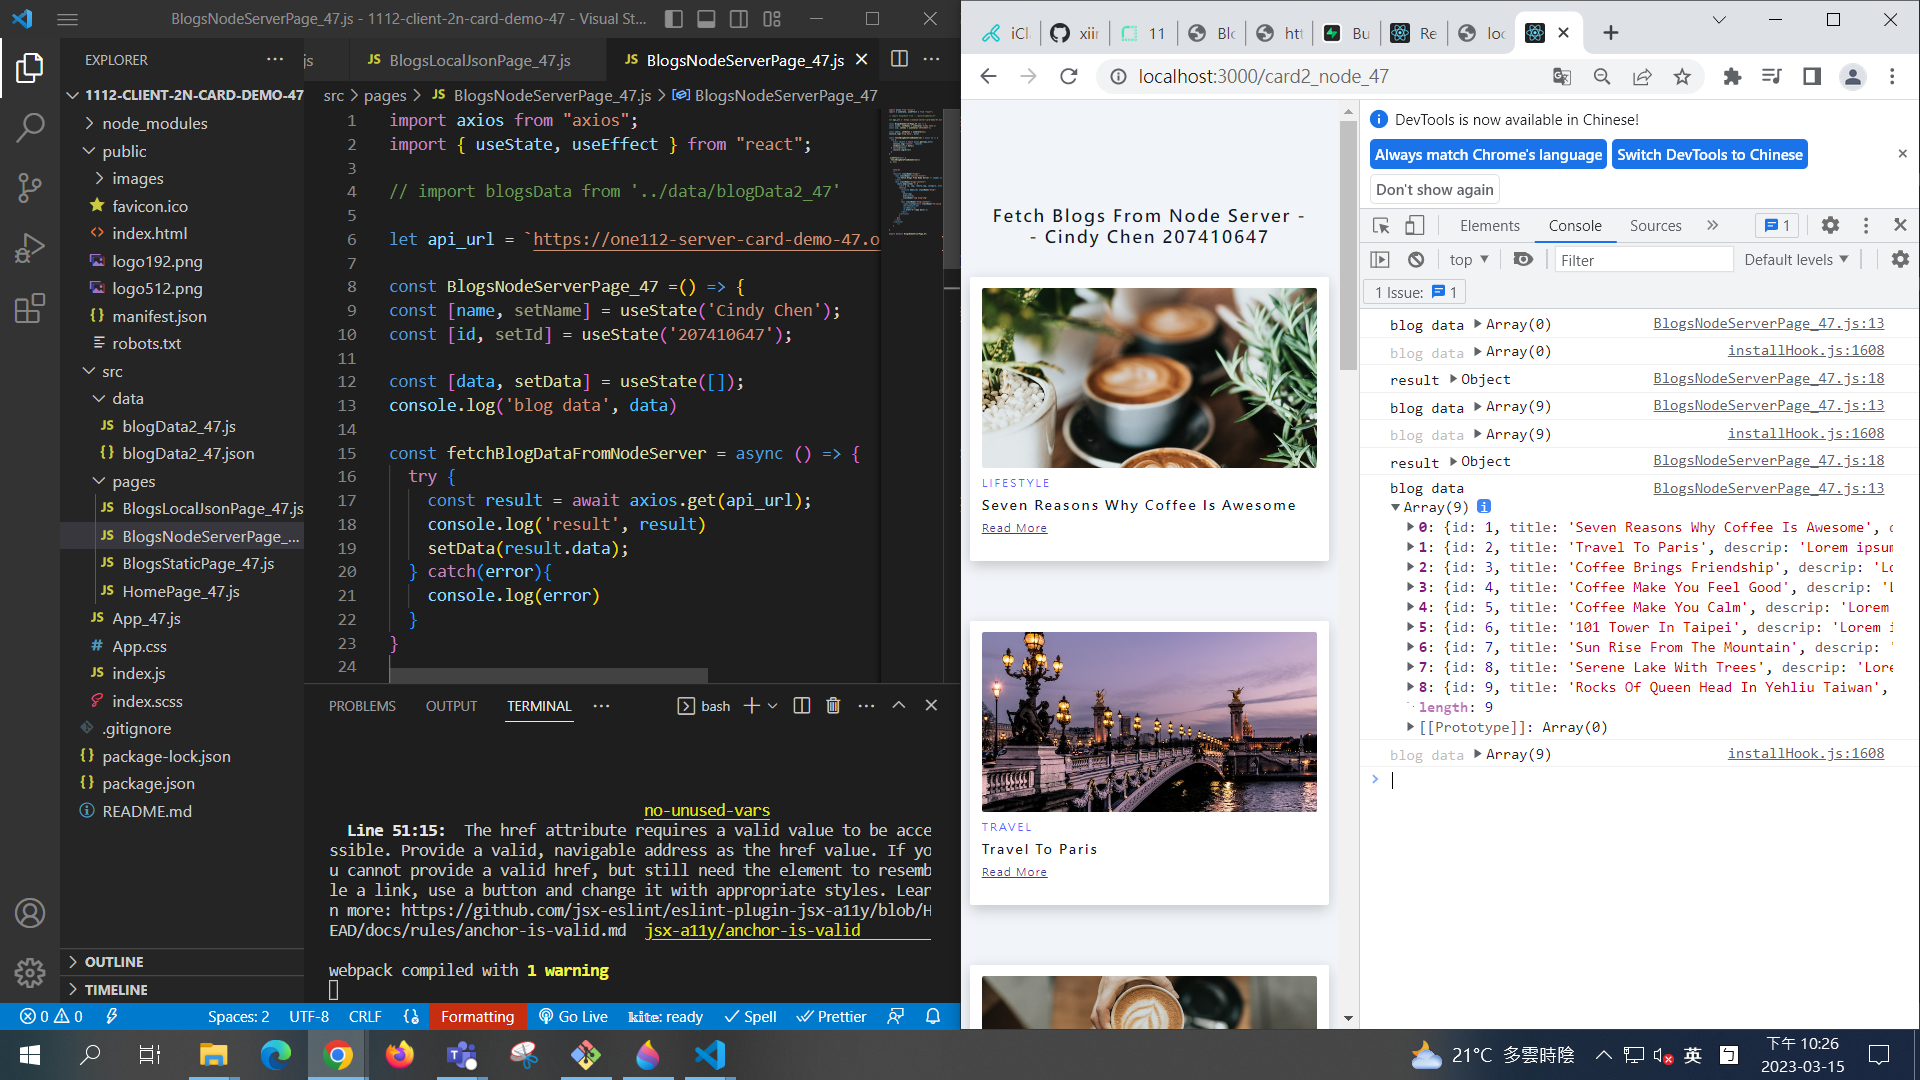 BlogsNodeServerPage_47.js - 1112-client-2n-card-demo-47 - Visual St...
EXPLORER
1112-CLIENT-2N-CARD-DEMO-47
node_modules
public
images
favicon.ico
index.html
logo192.png
logo512.png
manifest.json
robots.txt
src
data
blogData2_47.js
blogData2_47.json
pages
BlogsLocalJsonPage_47.js
BlogsNodeServerPage_...
BlogsStaticPage_47.js
HomePage_47.js
App_47.js
App.css
index.js
index.scss
.gitignore
package-lock.json
package.json
README.md
OUTLINE
TIMELINE
js
JS BlogsLocalJsonPage_47.js
JS BlogsNodeServerPage_47.js
src > pages > JS BlogsNodeServerPage_47.js > BlogsNodeServerPage_47
1 import axios from "axios";
2 import { useState, useEffect } from "react";
3
4 // import blogsData from '../data/blogData2_47'
5
6 let api_url = `https://one112-server-card-demo-47.o
7
8 const BlogsNodeServerPage_47 =() => {
9 const [name, setName] = useState('Cindy Chen');
10 const [id, setId] = useState('207410647');
11
12 const [data, setData] = useState([]);
13 console.log('blog data', data)
14
15 const fetchBlogDataFromNodeServer = async () => {
16 try {
17 const result = await axios.get(api_url);
18 console.log('result', result)
19 setData(result.data);
20 } catch(error){
21 console.log(error)
22 }
23 }
24
PROBLEMS OUTPUT TERMINAL ... bash
no-unused-vars
Line 51:15: The href attribute requires a valid value to be acce
ssible. Provide a valid, navigable address as the href value. If yo
u cannot provide a valid href, but still need the element to resemb
le a link, use a button and change it with appropriate styles. Lear
n more: https://github.com/jsx-eslint/eslint-plugin-jsx-a11y/blob/H
EAD/docs/rules/anchor-is-valid.md jsx-a11y/anchor-is-valid
webpack compiled with 1 warning
0 0 Spaces: 2 UTF-8 CRLF Formatting Go Live kite: ready Spell Prettier
iCl xiir 11 Blo htt Bu Re loc
localhost:3000/card2_node_47
Fetch Blogs From Node Server -
- Cindy Chen 207410647
LIFESTYLE
Seven Reasons Why Coffee Is Awesome
Read More
TRAVEL
Travel To Paris
Read More
DevTools is now available in Chinese!
Always match Chrome's language Switch DevTools to Chinese
Don't show again
Elements Console Sources » 1
top Filter Default levels
1 Issue: 1
blog data Array(0) BlogsNodeServerPage_47.js:13
blog data Array(0) installHook.js:1608
result Object BlogsNodeServerPage_47.js:18
blog data Array(9) BlogsNodeServerPage_47.js:13
blog data Array(9) installHook.js:1608
result Object BlogsNodeServerPage_47.js:18
blog data BlogsNodeServerPage_47.js:13
Array(9)
0: {id: 1, title: 'Seven Reasons Why Coffee Is Awesome', d
1: {id: 2, title: 'Travel To Paris', descrip: 'Lorem ipsum
2: {id: 3, title: 'Coffee Brings Friendship', descrip: 'Lo
3: {id: 4, title: 'Coffee Make You Feel Good', descrip: 'L
4: {id: 5, title: 'Coffee Make You Calm', descrip: 'Lorem
5: {id: 6, title: '101 Tower In Taipei', descrip: 'Lorem i
6: {id: 7, title: 'Sun Rise From The Mountain', descrip: '
7: {id: 8, title: 'Serene Lake With Trees', descrip: 'Lore
8: {id: 9, title: 'Rocks Of Queen Head In Yehliu Taiwan',
length: 9
[[Prototype]]: Array(0)
blog data Array(9) installHook.js:1608
21°C 多雲時陰 英 下午 10:26
2023-03-15